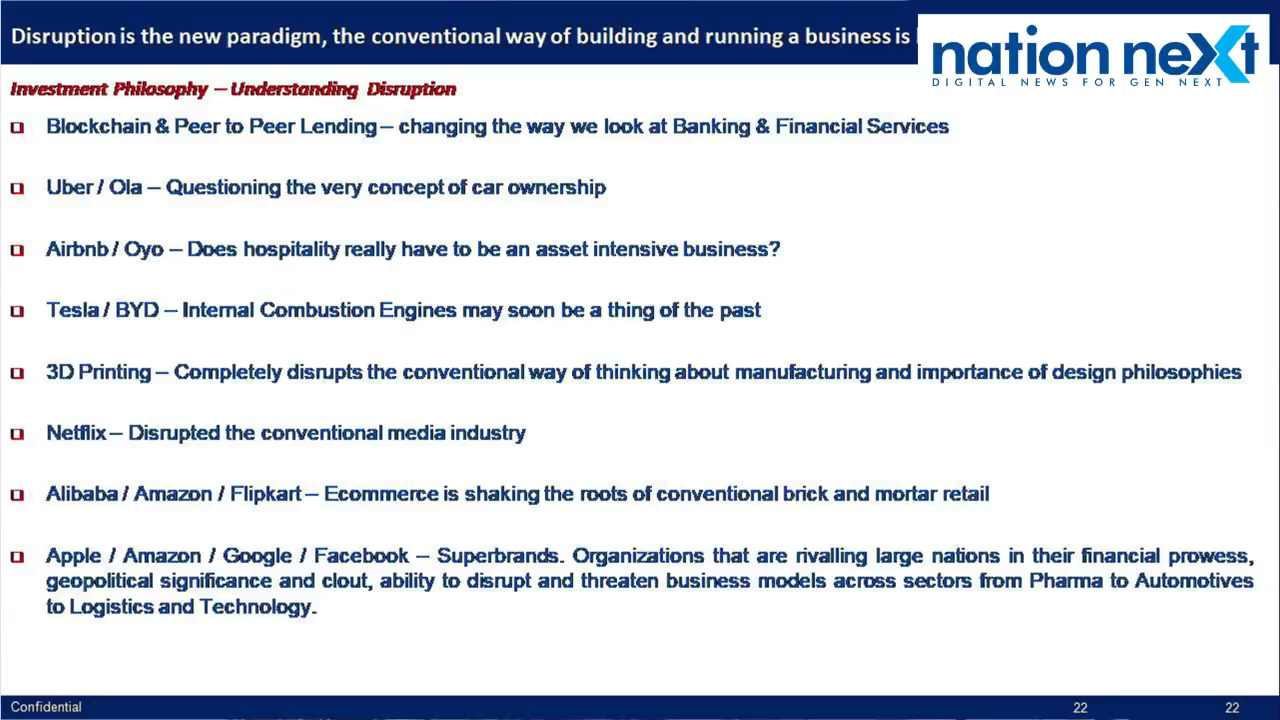 Disruption is the new paradigm, the conventional way of building and running a business is
nation next
DIGITAL NEWS FOR GEN NEXT
Investment Philosophy – Understanding Disruption
Blockchain & Peer to Peer Lending – changing the way we look at Banking & Financial Services
Uber / Ola – Questioning the very concept of car ownership
Airbnb / Oyo – Does hospitality really have to be an asset intensive business?
Tesla / BYD – Internal Combustion Engines may soon be a thing of the past
3D Printing – Completely disrupts the conventional way of thinking about manufacturing and importance of design philosophies
Netflix – Disrupted the conventional media industry
Alibaba / Amazon / Flipkart – Ecommerce is shaking the roots of conventional brick and mortar retail
Apple / Amazon / Google / Facebook – Superbrands. Organizations that are rivalling large nations in their financial prowess,
geopolitical significance and clout, ability to disrupt and threaten business models across sectors from Pharma to Automotives
to Logistics and Technology.
Confidential 22 22